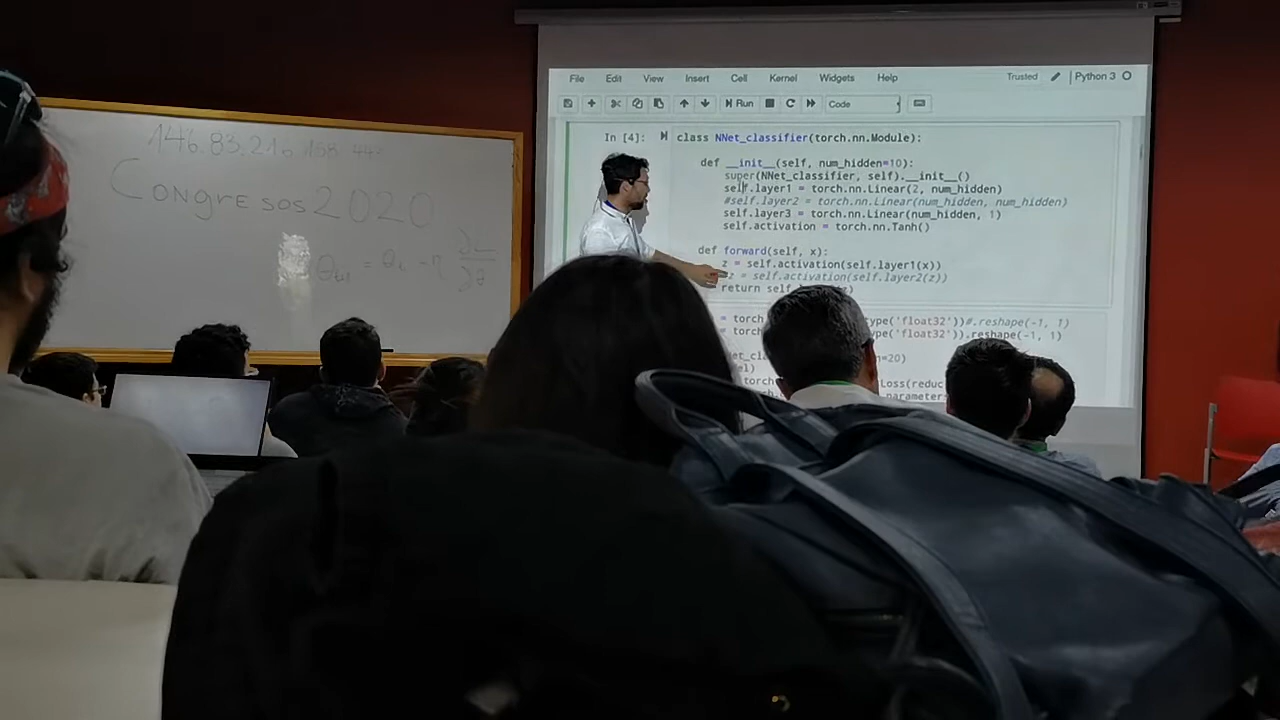 146.83.216.158:443
Congresos 2020
File Edit View Insert Cell Kernel Widgets Help
Trusted Python 3
Run Code
In [4]: class NNet_classifier(torch.nn.Module):
def __init__(self, num_hidden=10):
super(NNet_classifier, self).__init__()
self.layer1 = torch.nn.Linear(2, num_hidden)
#self.layer2 = torch.nn.Linear(num_hidden, num_hidden)
self.layer3 = torch.nn.Linear(num_hidden, 1)
self.activation = torch.nn.Tanh()
def forward(self, x):
z = self.activation(self.layer1(x))
z = self.activation(self.layer2(z))
return self
= torch ype('float32'))#.reshape(-1, 1)
= torch ype('float32')).reshape(-1, 1)
et_cla n=20)
torch Loss(reduc
parameter